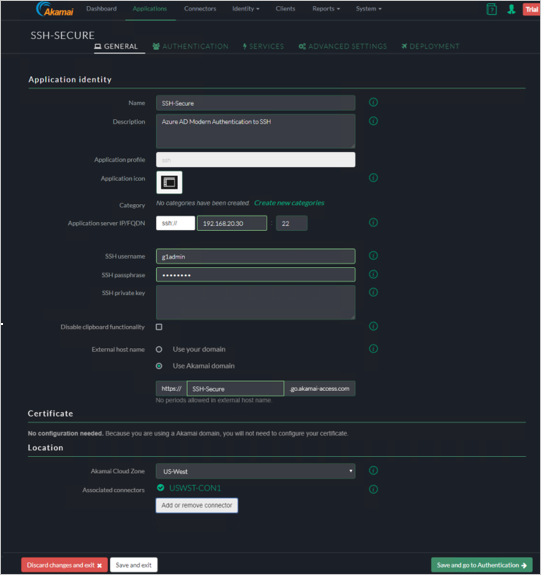 Akamai Dashboard Applications Connectors Identity Clients Reports System Trial
SSH-SECURE
GENERAL AUTHENTICATION SERVICES ADVANCED SETTINGS DEPLOYMENT
Application identity
Name SSH-Secure
Description Azure AD Modern Authentication to SSH
Application profile ssh
Application icon
Category No categories have been created Create new categories
Application server IP/FQDN ssh:// 192.168.20.30 : 22
SSH username g1admin
SSH passphrase ••••••••
SSH private key
Disable clipboard functionality
External host name Use your domain
Use Akamai domain
https:// SSH-Secure .go.akamai-access.com
No periods allowed in external host name
Certificate
No configuration needed. Because you are using a Akamai domain, you will not need to configure your certificate.
Location
Akamai Cloud Zone US-West
Associated connectors USWST-CON1
Add or remove connector
Discard changes and exit Save and exit Save and go to Authentication